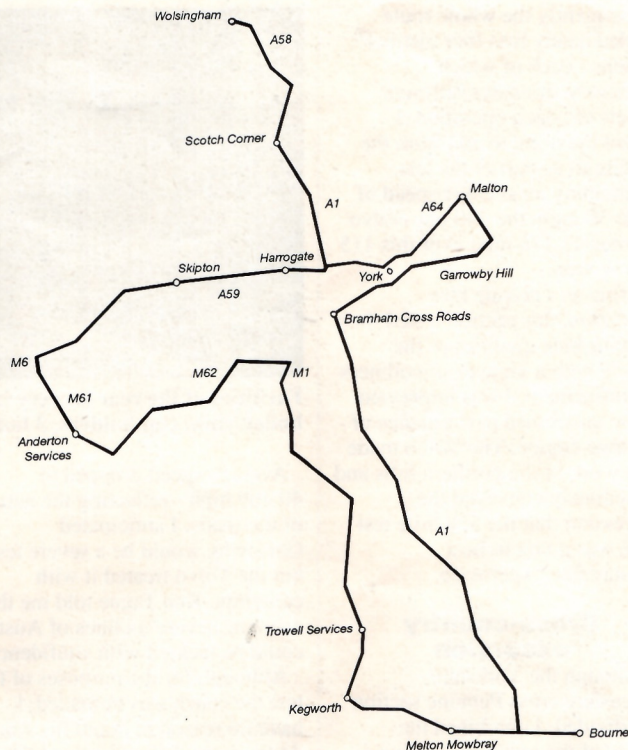 Wolsingham
A58
Scotch Corner
A1
Malton
A64
Harrogate
Skipton
York
Garrowby Hill
A59
Bramham Cross Roads
M6
M62
M1
M61
Anderton
Services
A1
Trowell Services
Kegworth
Bourne
Melton Mowbray